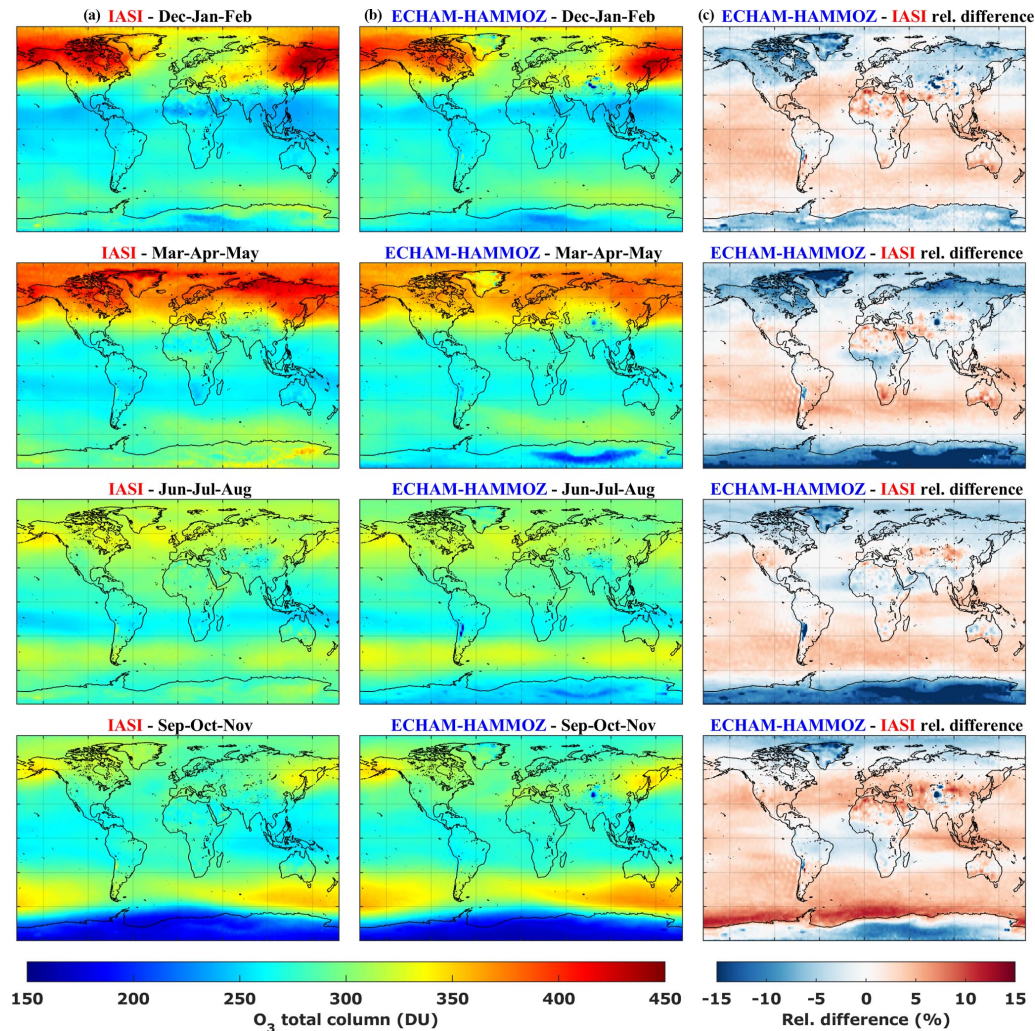 (a) IASI - Dec-Jan-Feb
(b) ECHAM-HAMMOZ - Dec-Jan-Feb
(c) ECHAM-HAMMOZ - IASI rel. difference
IASI - Mar-Apr-May
ECHAM-HAMMOZ - Mar-Apr-May
ECHAM-HAMMOZ - IASI rel. difference
IASI - Jun-Jul-Aug
ECHAM-HAMMOZ - Jun-Jul-Aug
ECHAM-HAMMOZ - IASI rel. difference
IASI - Sep-Oct-Nov
ECHAM-HAMMOZ - Sep-Oct-Nov
ECHAM-HAMMOZ - IASI rel. difference
150 200 250 300 350 400 450
O₃ total column (DU)
-15 -10 -5 0 5 10 15
Rel. difference (%)